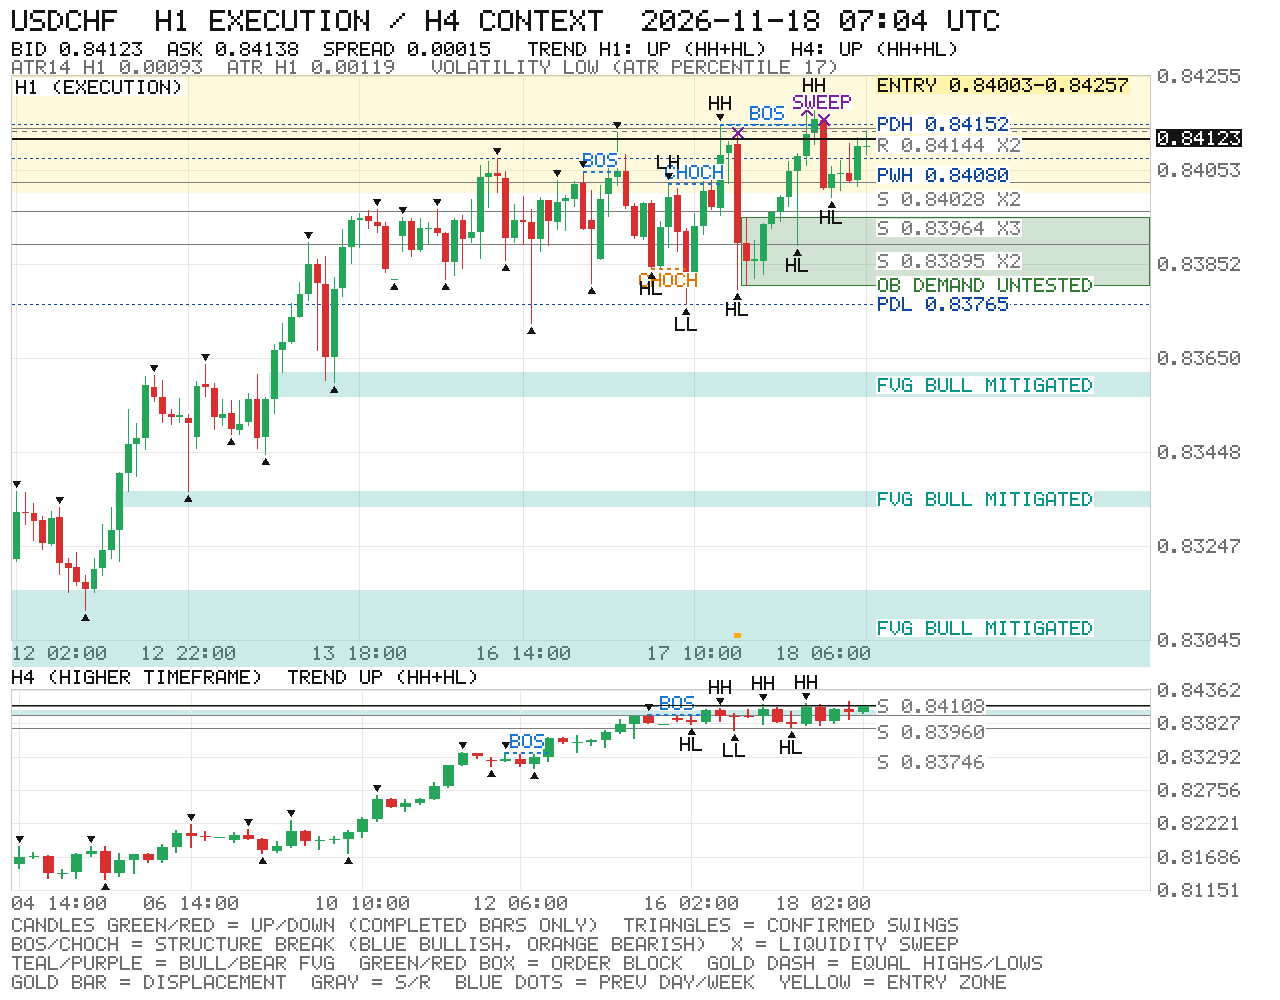 USDCHF  H1 EXECUTION / H4 CONTEXT  2026-11-18 07:04 UTC
BID 0.84123  ASK 0.84138  SPREAD 0.00015  TREND H1: UP (HH+HL)  H4: UP (HH+HL)
ATR14 H1 0.00093  ATR H1 0.00119  VOLATILITY LOW (ATR PERCENTILE 17)
H1 (EXECUTION)
ENTRY 0.84003-0.84257
0.84255
HH
HH
SWEEP
BOS
PDH 0.84152
0.84123
R 0.84144 X2
BOS
LH
CHOCH
PWH 0.84080
0.84053
S 0.84028 X2
HL
S 0.83964 X3
HL
S 0.83895 X2
0.83852
CHOCH
HL
OB DEMAND UNTESTED
HL
PDL 0.83765
LL
0.83650
FVG BULL MITIGATED
0.83448
FVG BULL MITIGATED
0.83247
FVG BULL MITIGATED
0.83045
12 02:00  12 22:00  13 18:00  16 14:00  17 10:00  18 06:00
H4 (HIGHER TIMEFRAME)  TREND UP (HH+HL)
HH
HH
HH
0.84362
BOS
S 0.84108
0.83827
BOS
HL
LL
HL
S 0.83960
0.83292
S 0.83746
0.82756
0.82221
0.81686
0.81151
04 14:00  06 14:00  10 10:00  12 06:00  16 02:00  18 02:00
CANDLES GREEN/RED = UP/DOWN (COMPLETED BARS ONLY)  TRIANGLES = CONFIRMED SWINGS
BOS/CHOCH = STRUCTURE BREAK (BLUE BULLISH, ORANGE BEARISH)  X = LIQUIDITY SWEEP
TEAL/PURPLE = BULL/BEAR FVG  GREEN/RED BOX = ORDER BLOCK  GOLD DASH = EQUAL HIGHS/LOWS
GOLD BAR = DISPLACEMENT  GRAY = S/R  BLUE DOTS = PREV DAY/WEEK  YELLOW = ENTRY ZONE